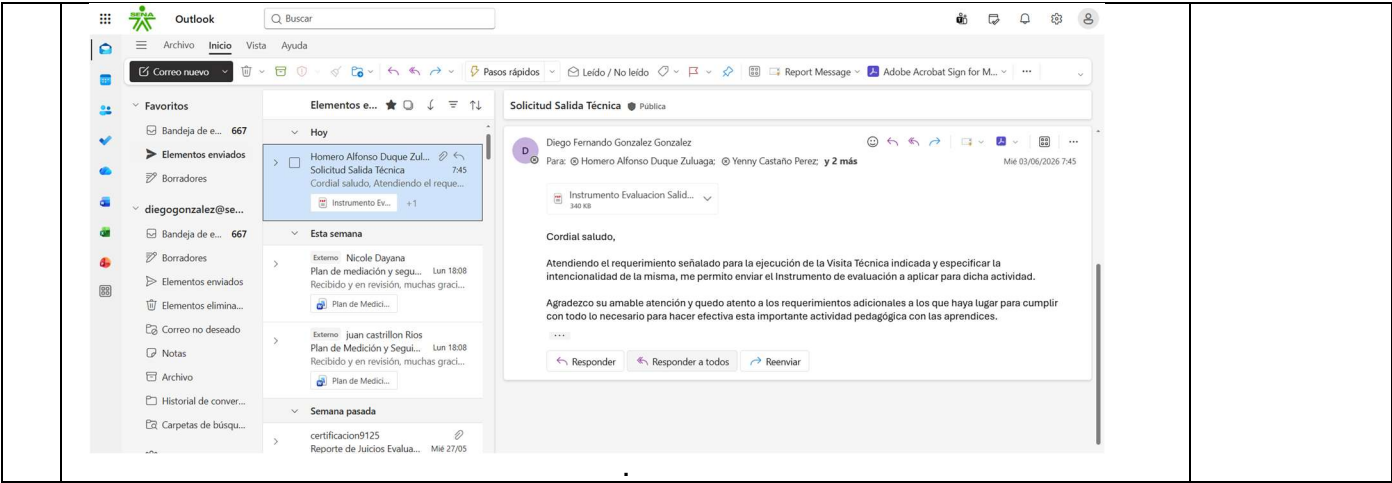 SENA
Outlook
Buscar
Archivo Inicio Vista Ayuda
Correo nuevo
Pasos rápidos
Leído / No leído
Report Message
Adobe Acrobat Sign for M...
Favoritos
Bandeja de e... 667
Elementos enviados
Borradores
diegogonzalez@se...
Bandeja de e... 667
Borradores
Elementos enviados
Elementos elimina...
Correo no deseado
Notas
Archivo
Historial de conver...
Carpetas de búsqu...
Elementos e...
Hoy
Homero Alfonso Duque Zul...
Solicitud Salida Técnica 7:45
Cordial saludo, Atendiendo el reque...
Instrumento Ev... +1
Esta semana
Externo Nicole Dayana
Plan de mediación y segu... Lun 18:08
Recibido y en revisión, muchas graci...
Plan de Medici...
Externo juan castrillon Rios
Plan de Medición y Segui... Lun 18:08
Recibido y en revisión, muchas graci...
Plan de Medici...
Semana pasada
certificacion9125
Reporte de Juicios Evalua... Mié 27/05
Solicitud Salida Técnica Pública
D
Diego Fernando Gonzalez Gonzalez
Para: Homero Alfonso Duque Zuluaga; Yenny Castaño Perez; y 2 más
Mié 03/06/2026 7:45
Instrumento Evaluacion Salid...
340 KB
Cordial saludo,
Atendiendo el requerimiento señalado para la ejecución de la Visita Técnica indicada y especificar la
intencionalidad de la misma, me permito enviar el Instrumento de evaluación a aplicar para dicha actividad.
Agradezco su amable atención y quedo atento a los requerimientos adicionales a los que haya lugar para cumplir
con todo lo necesario para hacer efectiva esta importante actividad pedagógica con las aprendices.
...
Responder
Responder a todos
Reenviar
.